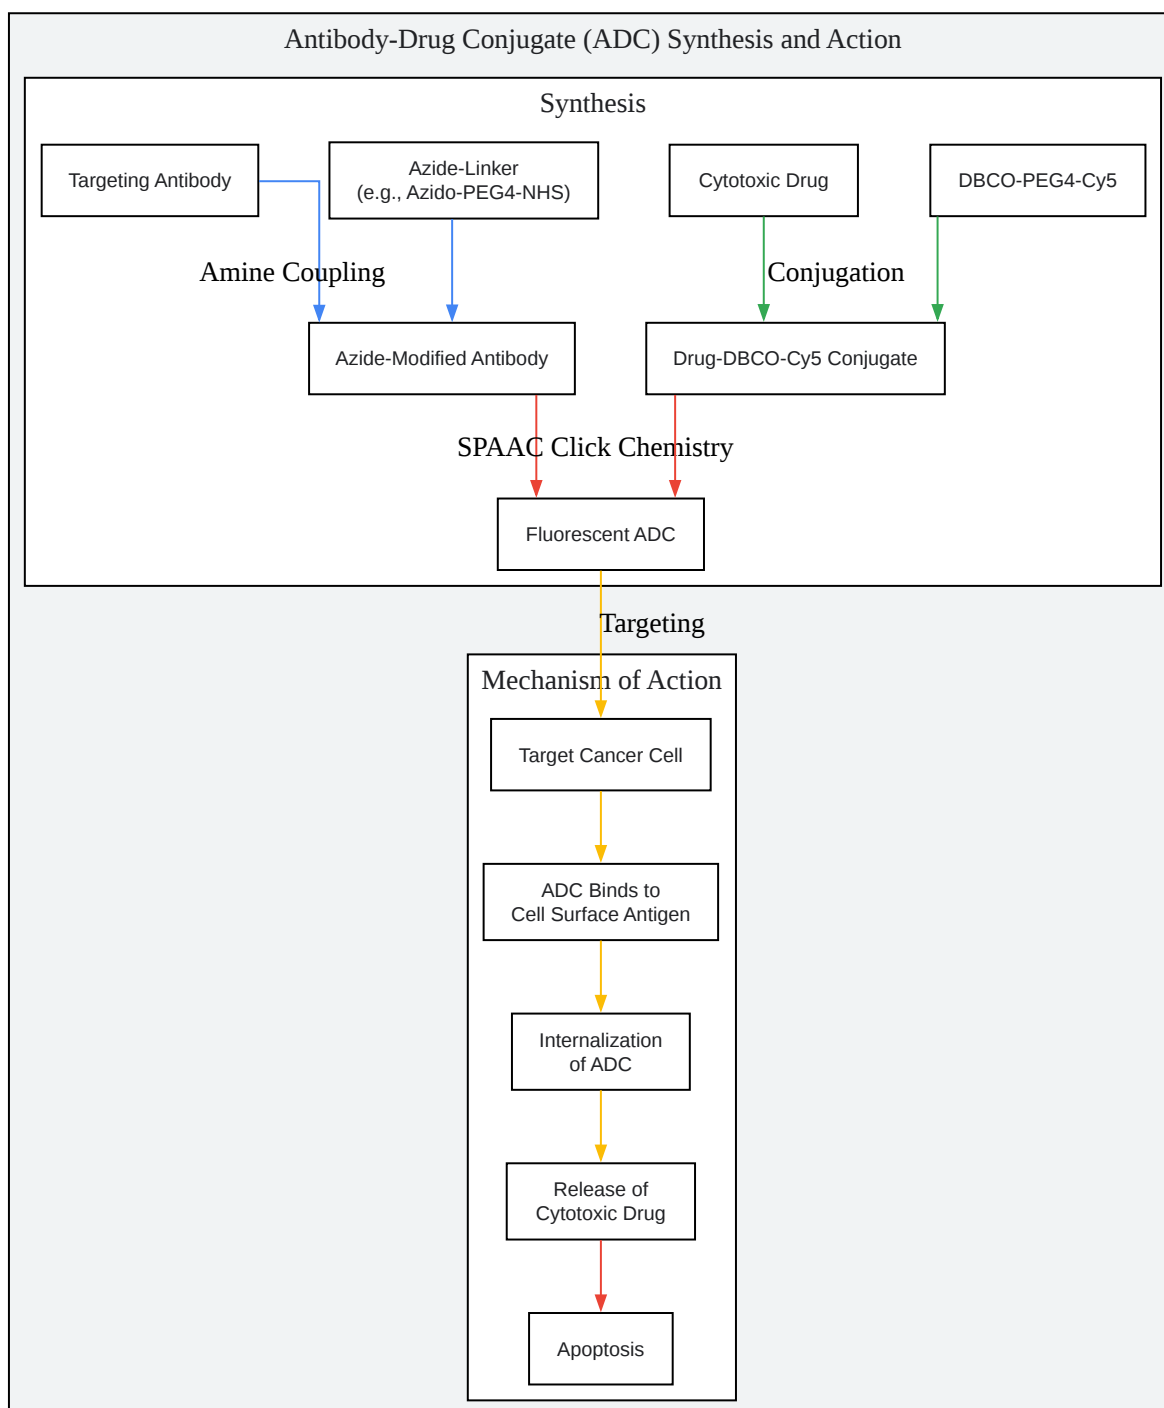 Antibody-Drug Conjugate (ADC) Synthesis and Action
Synthesis
Targeting Antibody
Azide-Linker
(e.g., Azido-PEG4-NHS)
Cytotoxic Drug
DBCO-PEG4-Cy5
Amine Coupling
Conjugation
Azide-Modified Antibody
Drug-DBCO-Cy5 Conjugate
SPAAC Click Chemistry
Fluorescent ADC
Targeting
Mechanism of Action
Target Cancer Cell
ADC Binds to
Cell Surface Antigen
Internalization
of ADC
Release of
Cytotoxic Drug
Apoptosis